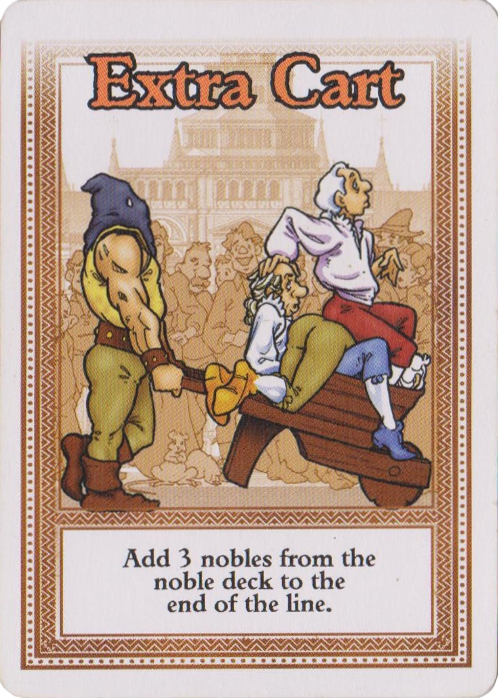 Extra Cart
Add 3 nobles from the
noble deck to the
end of the line.